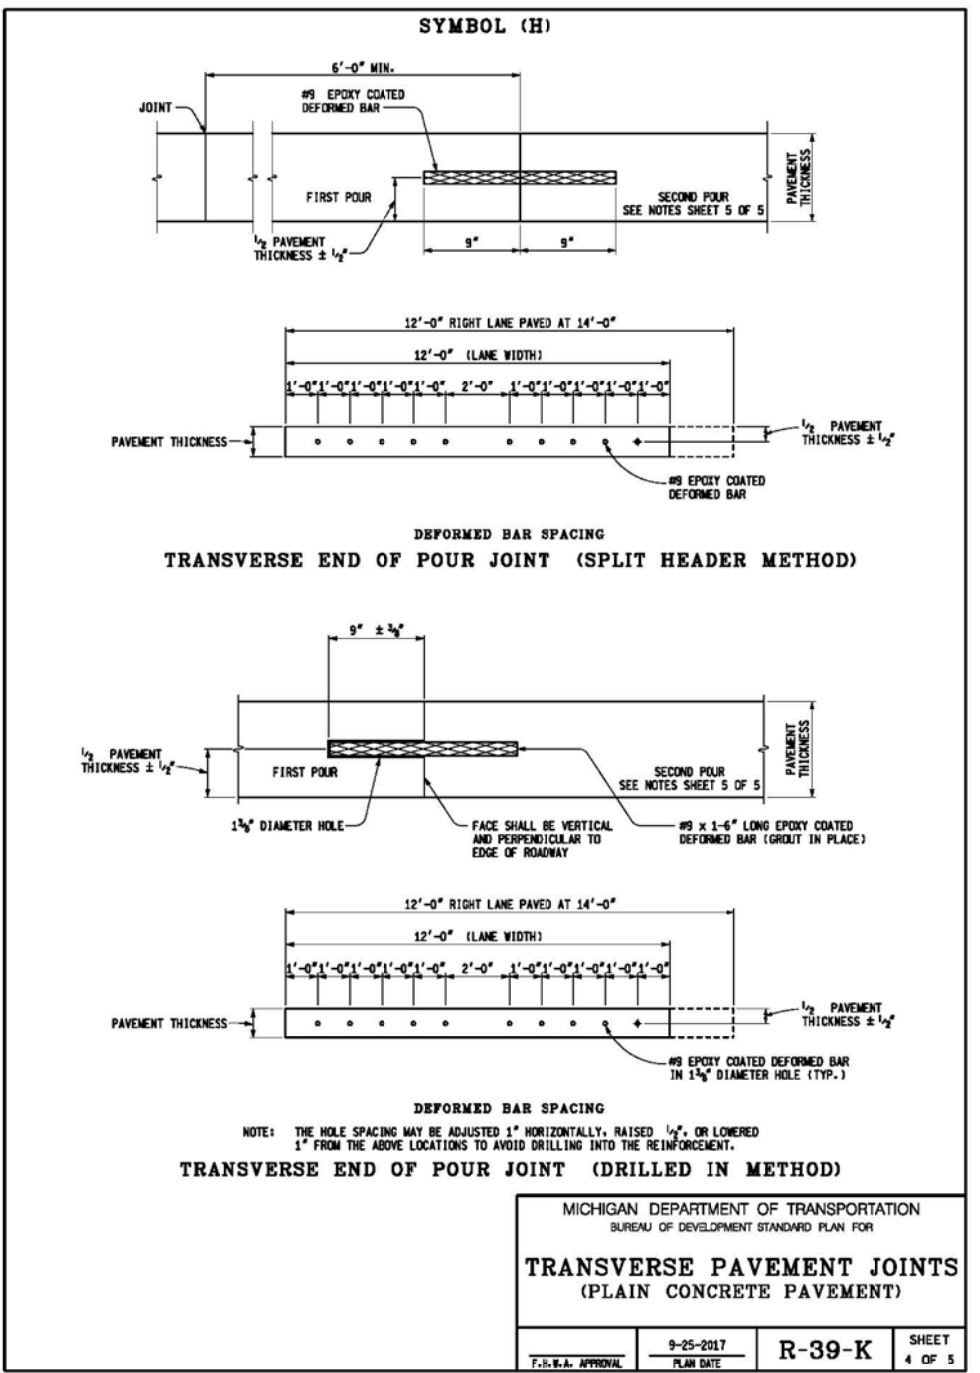 SYMBOL (H)
6'-0" MIN.
#9 EPOXY COATED
DEFORMED BAR
JOINT
PAVEMENT
THICKNESS
FIRST POUR
SECOND POUR
SEE NOTES SHEET 5 OF 5
1/2 PAVEMENT
THICKNESS ± 1/2"
9" 9"
12'-0" RIGHT LANE PAVED AT 14'-0"
12'-0" (LANE WIDTH)
1'-0" 1'-0" 1'-0" 1'-0" 1'-0" 2'-0" 1'-0" 1'-0" 1'-0" 1'-0" 1'-0"
PAVEMENT THICKNESS
1/2 PAVEMENT
THICKNESS ± 1/2"
#9 EPOXY COATED
DEFORMED BAR
DEFORMED BAR SPACING
TRANSVERSE END OF POUR JOINT (SPLIT HEADER METHOD)
9" ± 3/8"
1/2 PAVEMENT
THICKNESS ± 1/2"
FIRST POUR
SECOND POUR
SEE NOTES SHEET 5 OF 5
PAVEMENT
THICKNESS
1 3/8" DIAMETER HOLE
FACE SHALL BE VERTICAL
AND PERPENDICULAR TO
EDGE OF ROADWAY
#9 x 1-6" LONG EPOXY COATED
DEFORMED BAR (GROUT IN PLACE)
12'-0" RIGHT LANE PAVED AT 14'-0"
12'-0" (LANE WIDTH)
1'-0" 1'-0" 1'-0" 1'-0" 1'-0" 2'-0" 1'-0" 1'-0" 1'-0" 1'-0" 1'-0"
PAVEMENT THICKNESS
1/2 PAVEMENT
THICKNESS ± 1/2"
#9 EPOXY COATED DEFORMED BAR
IN 1 3/8" DIAMETER HOLE (TYP.)
DEFORMED BAR SPACING
NOTE: THE HOLE SPACING MAY BE ADJUSTED 1" HORIZONTALLY, RAISED 1/2", OR LOWERED
1" FROM THE ABOVE LOCATIONS TO AVOID DRILLING INTO THE REINFORCEMENT.
TRANSVERSE END OF POUR JOINT (DRILLED IN METHOD)
MICHIGAN DEPARTMENT OF TRANSPORTATION
BUREAU OF DEVELOPMENT STANDARD PLAN FOR
TRANSVERSE PAVEMENT JOINTS
(PLAIN CONCRETE PAVEMENT)
F.H.W.A. APPROVAL
9-25-2017
PLAN DATE
R-39-K
SHEET
4 OF 5